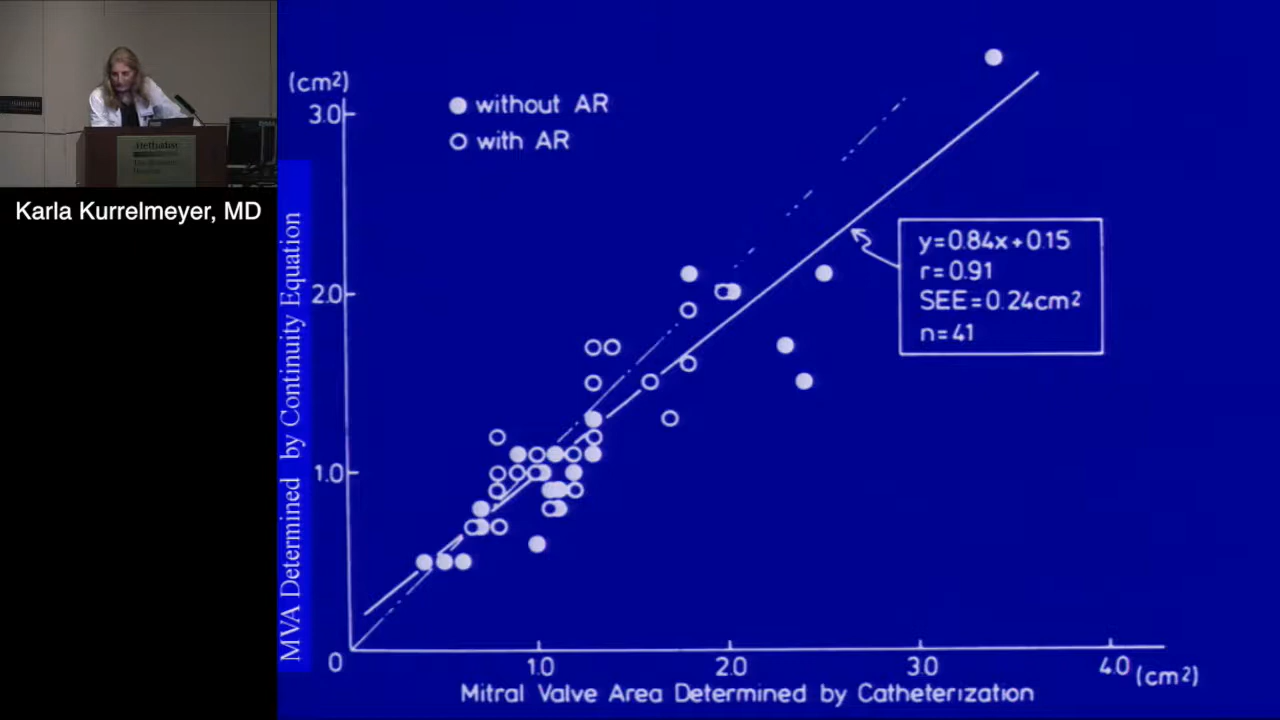 Karla Kurrelmeyer, MD
(cm2)
3.0
2.0
1.0
0
without AR
with AR
MVA Determined by Continuity Equation
y=0.84x+0.15
r=0.91
SEE=0.24cm2
n=41
1.0 2.0 3.0 4.0 (cm2)
Mitral Valve Area Determined by Catheterization
Methodist